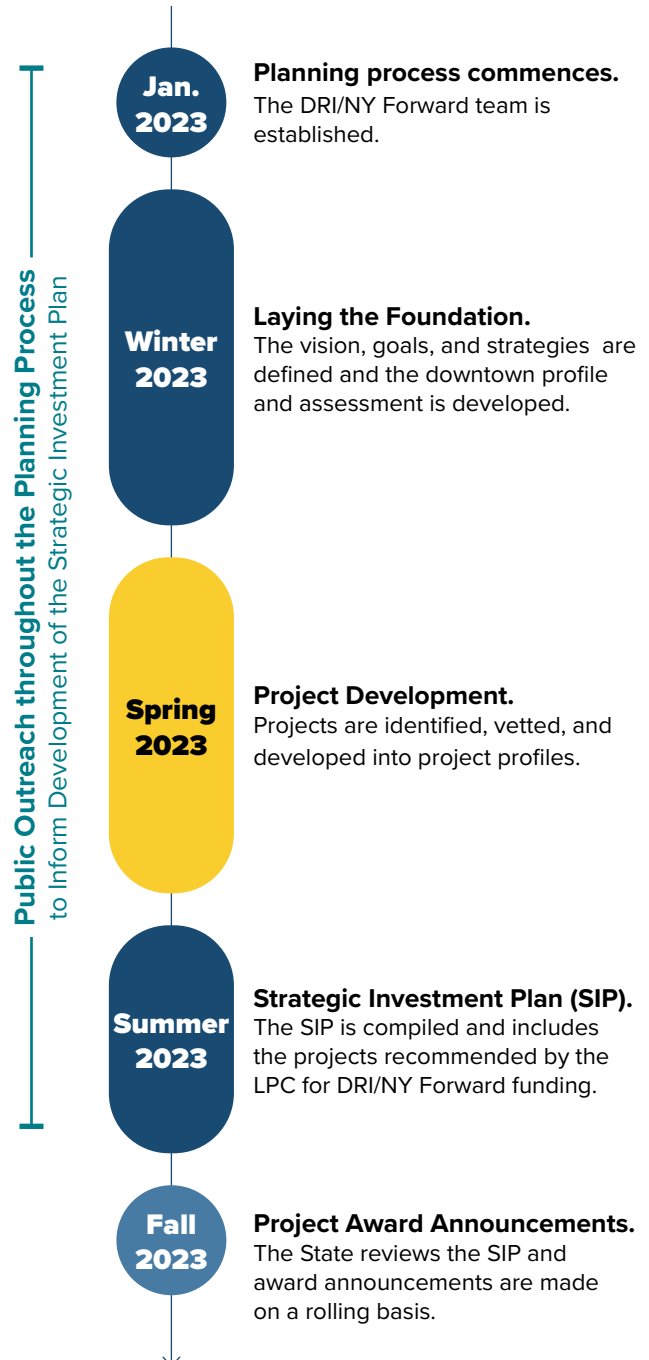 Public Outreach throughout the Planning Process
to Inform Development of the Strategic Investment Plan
Jan.
2023
Planning process commences.
The DRI/NY Forward team is
established.
Winter
2023
Laying the Foundation.
The vision, goals, and strategies are
defined and the downtown profile
and assessment is developed.
Spring
2023
Project Development.
Projects are identified, vetted, and
developed into project profiles.
Summer
2023
Strategic Investment Plan (SIP).
The SIP is compiled and includes
the projects recommended by the
LPC for DRI/NY Forward funding.
Fall
2023
Project Award Announcements.
The State reviews the SIP and
award announcements are made
on a rolling basis.